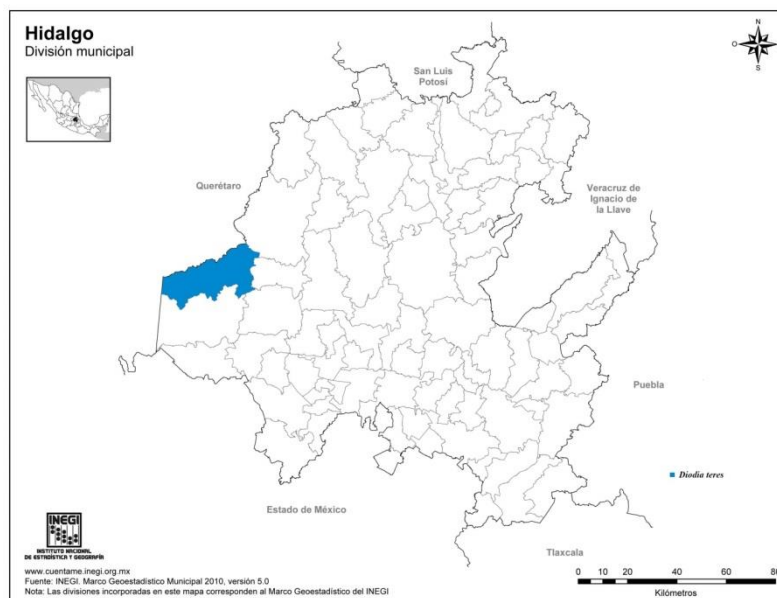 Hidalgo
División municipal
N
O
E
S
San Luis
Potosí
Querétaro
Veracruz de
Ignacio de
la Llave
Puebla
Diodia teres
Estado de México
Tlaxcala
INEGI
INSTITUTO NACIONAL
DE ESTADÍSTICA Y GEOGRAFÍA
www.cuentame.inegi.org.mx
Fuente: INEGI. Marco Geoestadístico Municipal 2010, versión 5.0
Nota: Las divisiones incorporadas en este mapa corresponden al Marco Geoestadístico del INEGI
0 10 20 40 60 80
Kilómetros